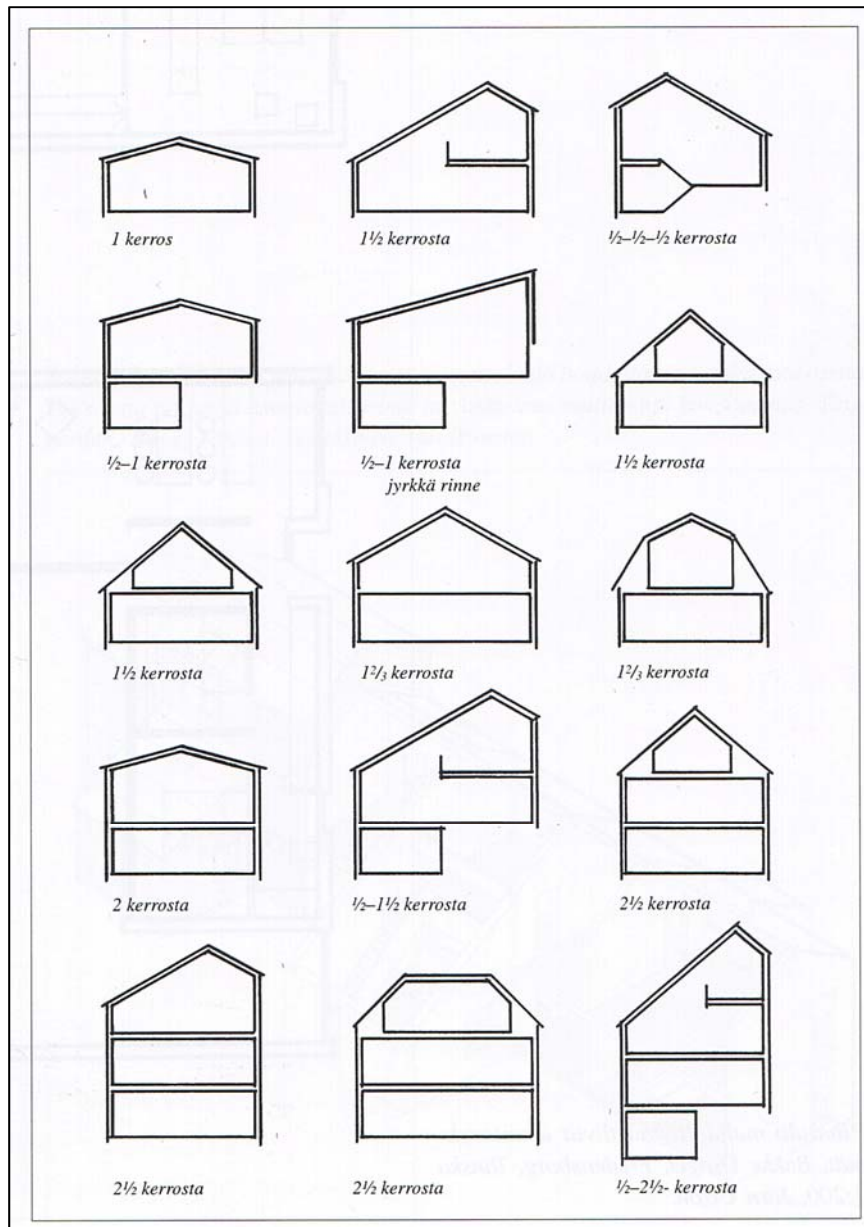 1 kerros
1½ kerrosta
½–½–½ kerrosta
½–1 kerrosta
½–1 kerrosta
jyrkkä rinne
1½ kerrosta
1½ kerrosta
1²/₃ kerrosta
1²/₃ kerrosta
2 kerrosta
½–1½ kerrosta
2½ kerrosta
2½ kerrosta
2½ kerrosta
½–2½- kerrosta